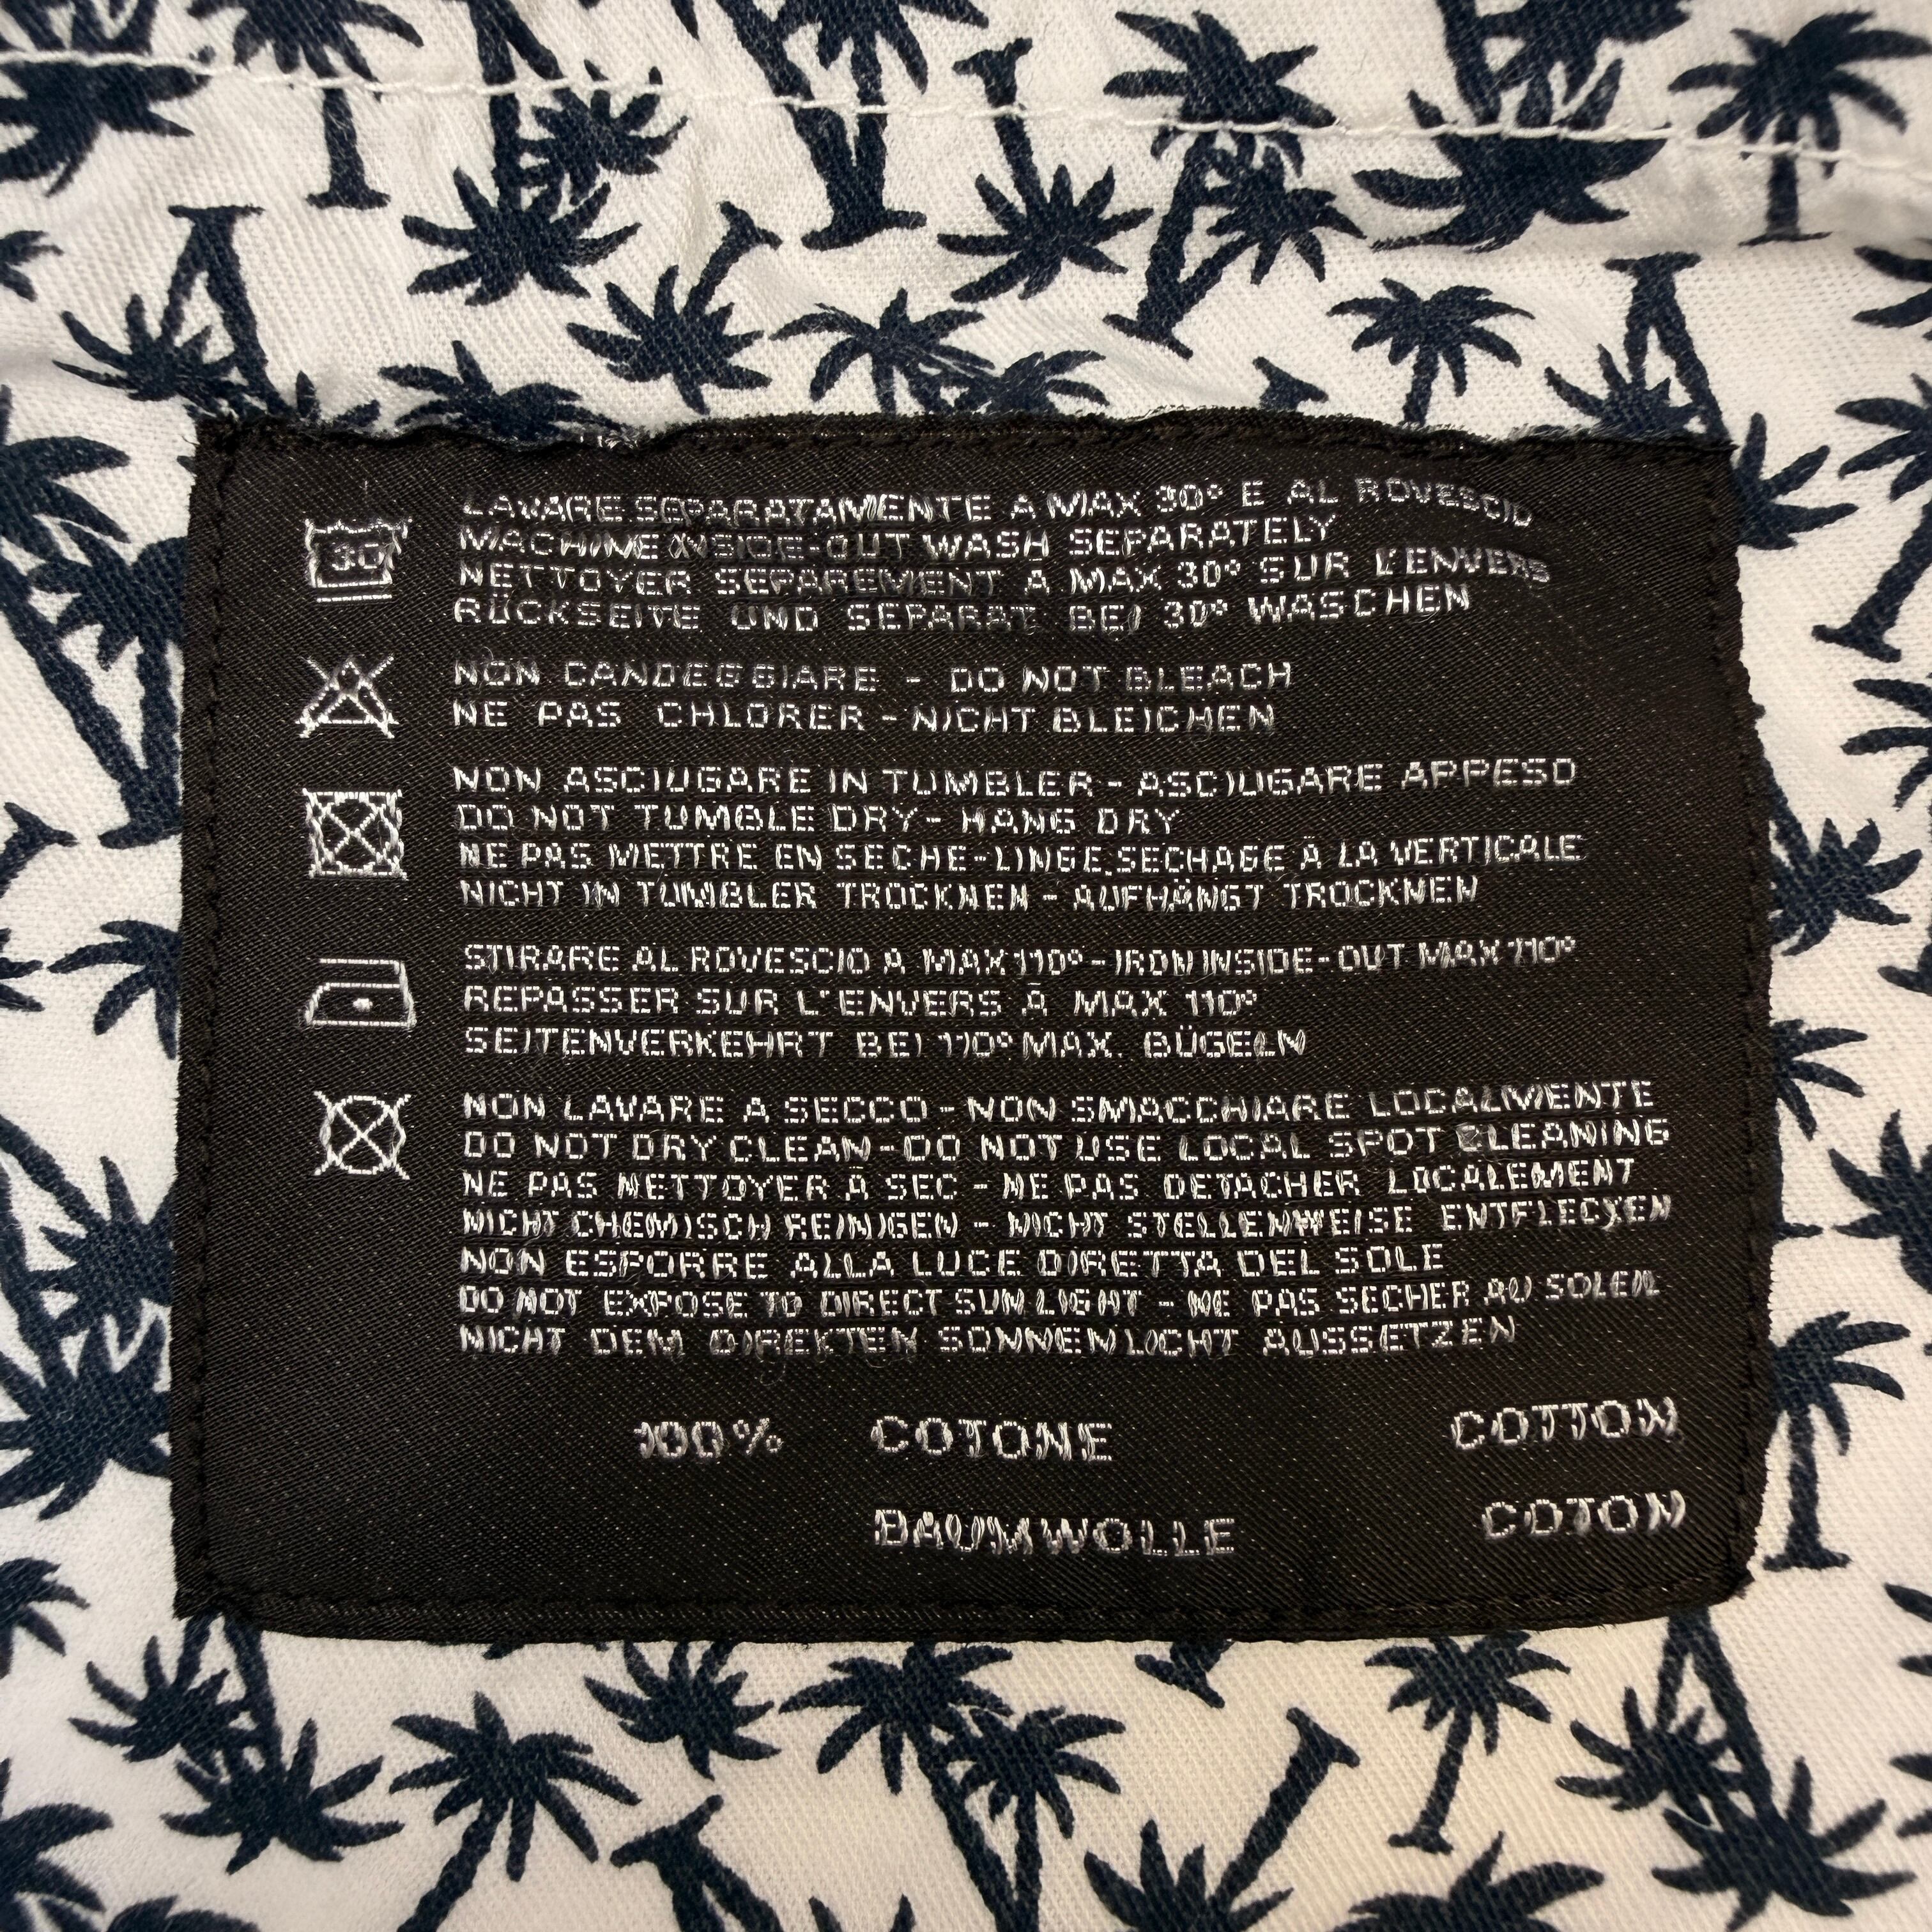 30
LAVARE SEPARATAMENTE A MAX 30° E AL ROVESCIO
MACHINE INSIDE-OUT WASH SEPARATELY
NETTOYER SEPAREMENT A MAX 30° SUR L'ENVERS
RÜCKSEITE UND SEPARAT BEI 30° WASCHEN
NON CANDEGGIARE - DO NOT BLEACH
NE PAS CHLORER - NICHT BLEICHEN
NON ASCIUGARE IN TUMBLER - ASCIUGARE APPESO
DO NOT TUMBLE DRY - HANG DRY
NE PAS METTRE EN SECHE-LINGE. SECHAGE À LA VERTICALE
NICHT IN TUMBLER TROCKNEN - AUFHÄNGT TROCKNEN
STIRARE AL ROVESCIO A MAX 110° - IRON INSIDE-OUT MAX 110°
REPASSER SUR L'ENVERS À MAX 110°
SEITENVERKEHRT BEI 110° MAX. BÜGELN
NON LAVARE A SECCO - NON SMACCHIARE LOCALMENTE
DO NOT DRY CLEAN - DO NOT USE LOCAL SPOT CLEANING
NE PAS NETTOYER À SEC - NE PAS DETACHER LOCALEMENT
NICHT CHEMISCH REINIGEN - NICHT STELLENWEISE ENTFLECKEN
NON ESPORRE ALLA LUCE DIRETTA DEL SOLE
DO NOT EXPOSE TO DIRECT SUNLIGHT - NE PAS SECHER AU SOLEIL
NICHT DEM DIREKTEN SONNENLICHT AUSSETZEN
100% COTONE COTTON
BAUMWOLLE COTON